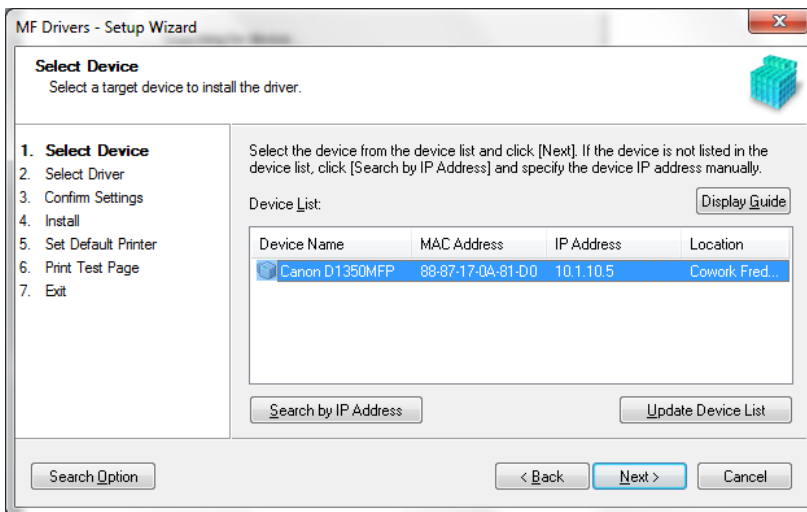 MF Drivers - Setup Wizard
Select Device
Select a target device to install the driver.
1. Select Device
2. Select Driver
3. Confirm Settings
4. Install
5. Set Default Printer
6. Print Test Page
7. Exit
Select the device from the device list and click [Next]. If the device is not listed in the
device list, click [Search by IP Address] and specify the device IP address manually.
Device List:
Display Guide
Device Name MAC Address IP Address Location
Canon D1350MFP 88-87-17-0A-81-D0 10.1.10.5 Cowork Fred...
Search by IP Address Update Device List
Search Option < Back Next > Cancel